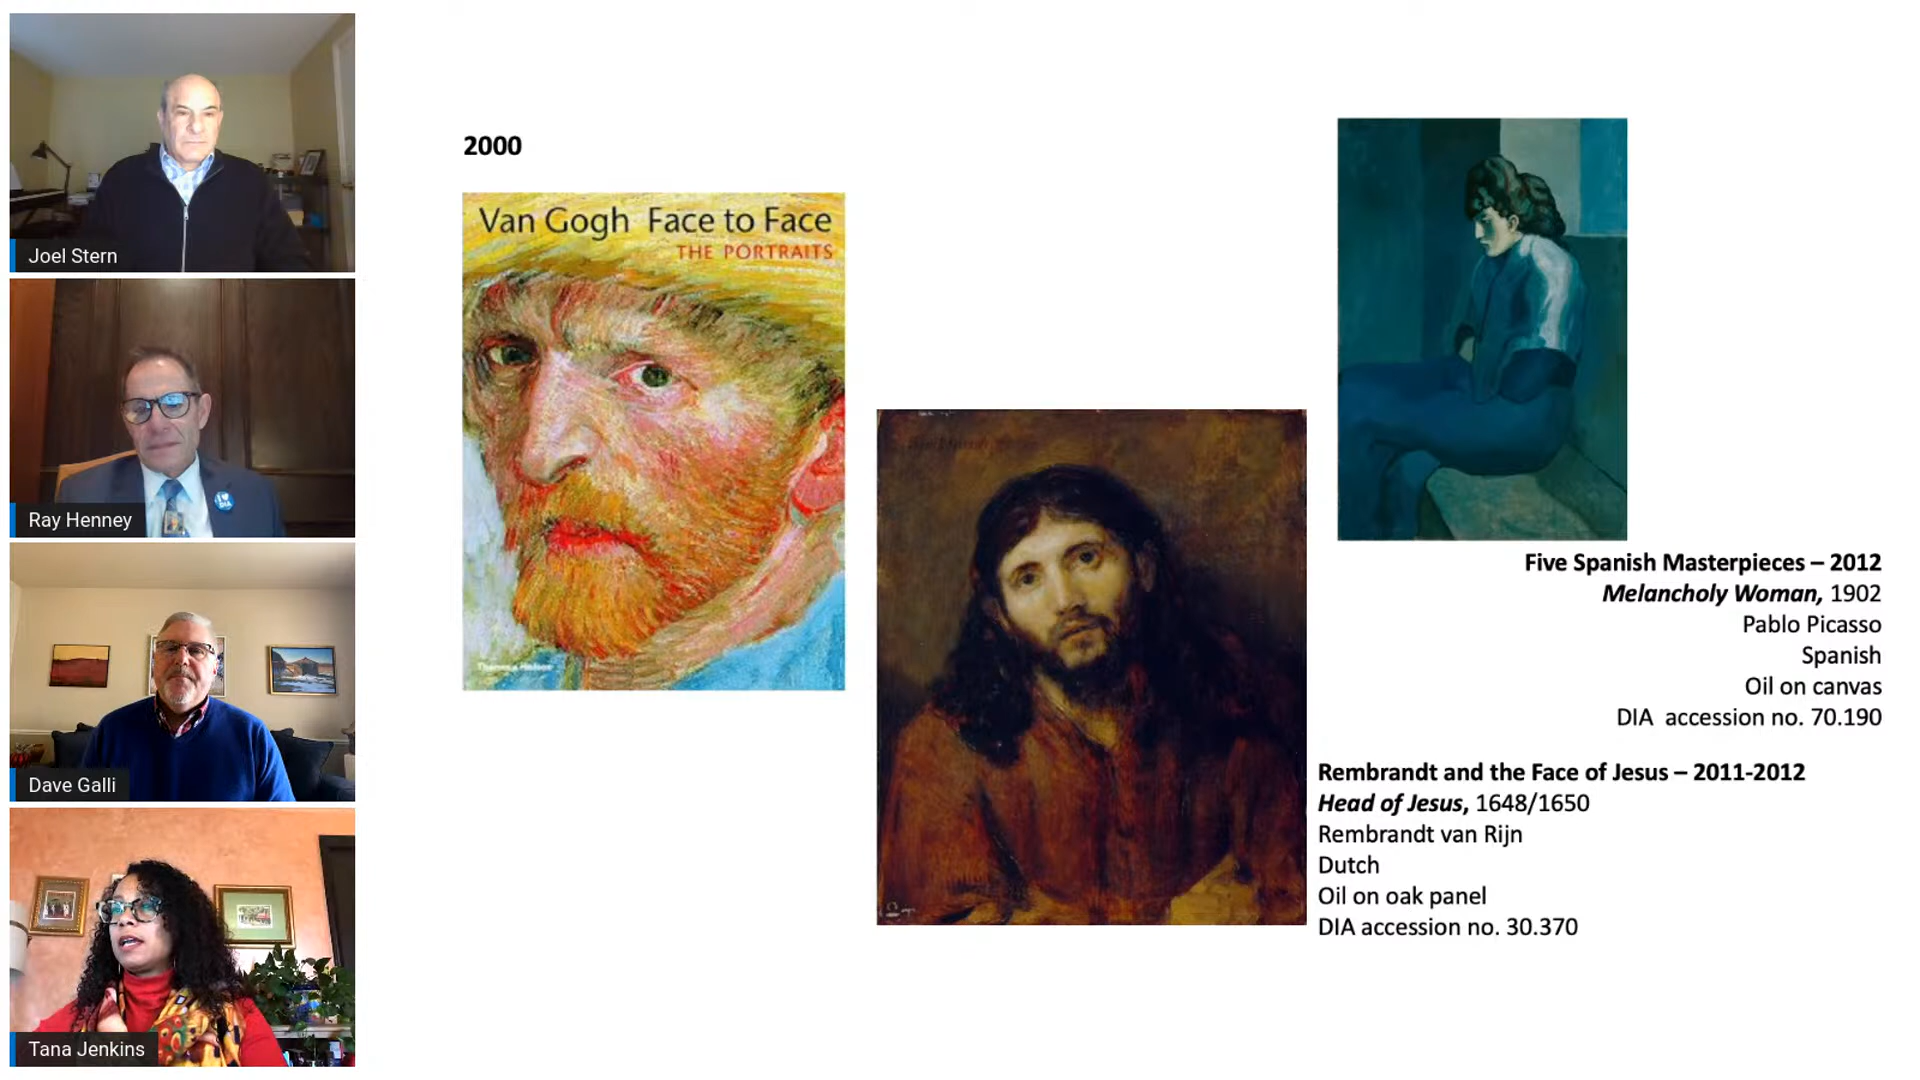 Joel Stern
Ray Henney
I ♥ DIA
Dave Galli
Tana Jenkins
2000
Van Gogh Face to Face
THE PORTRAITS
Five Spanish Masterpieces – 2012
Melancholy Woman, 1902
Pablo Picasso
Spanish
Oil on canvas
DIA accession no. 70.190
Rembrandt and the Face of Jesus – 2011-2012
Head of Jesus, 1648/1650
Rembrandt van Rijn
Dutch
Oil on oak panel
DIA accession no. 30.370